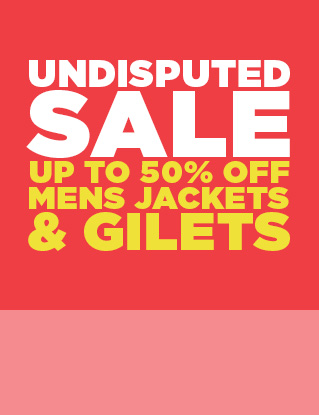 UNDISPUTED
SALE
UP TO 50% OFF
MENS JACKETS
& GILETS